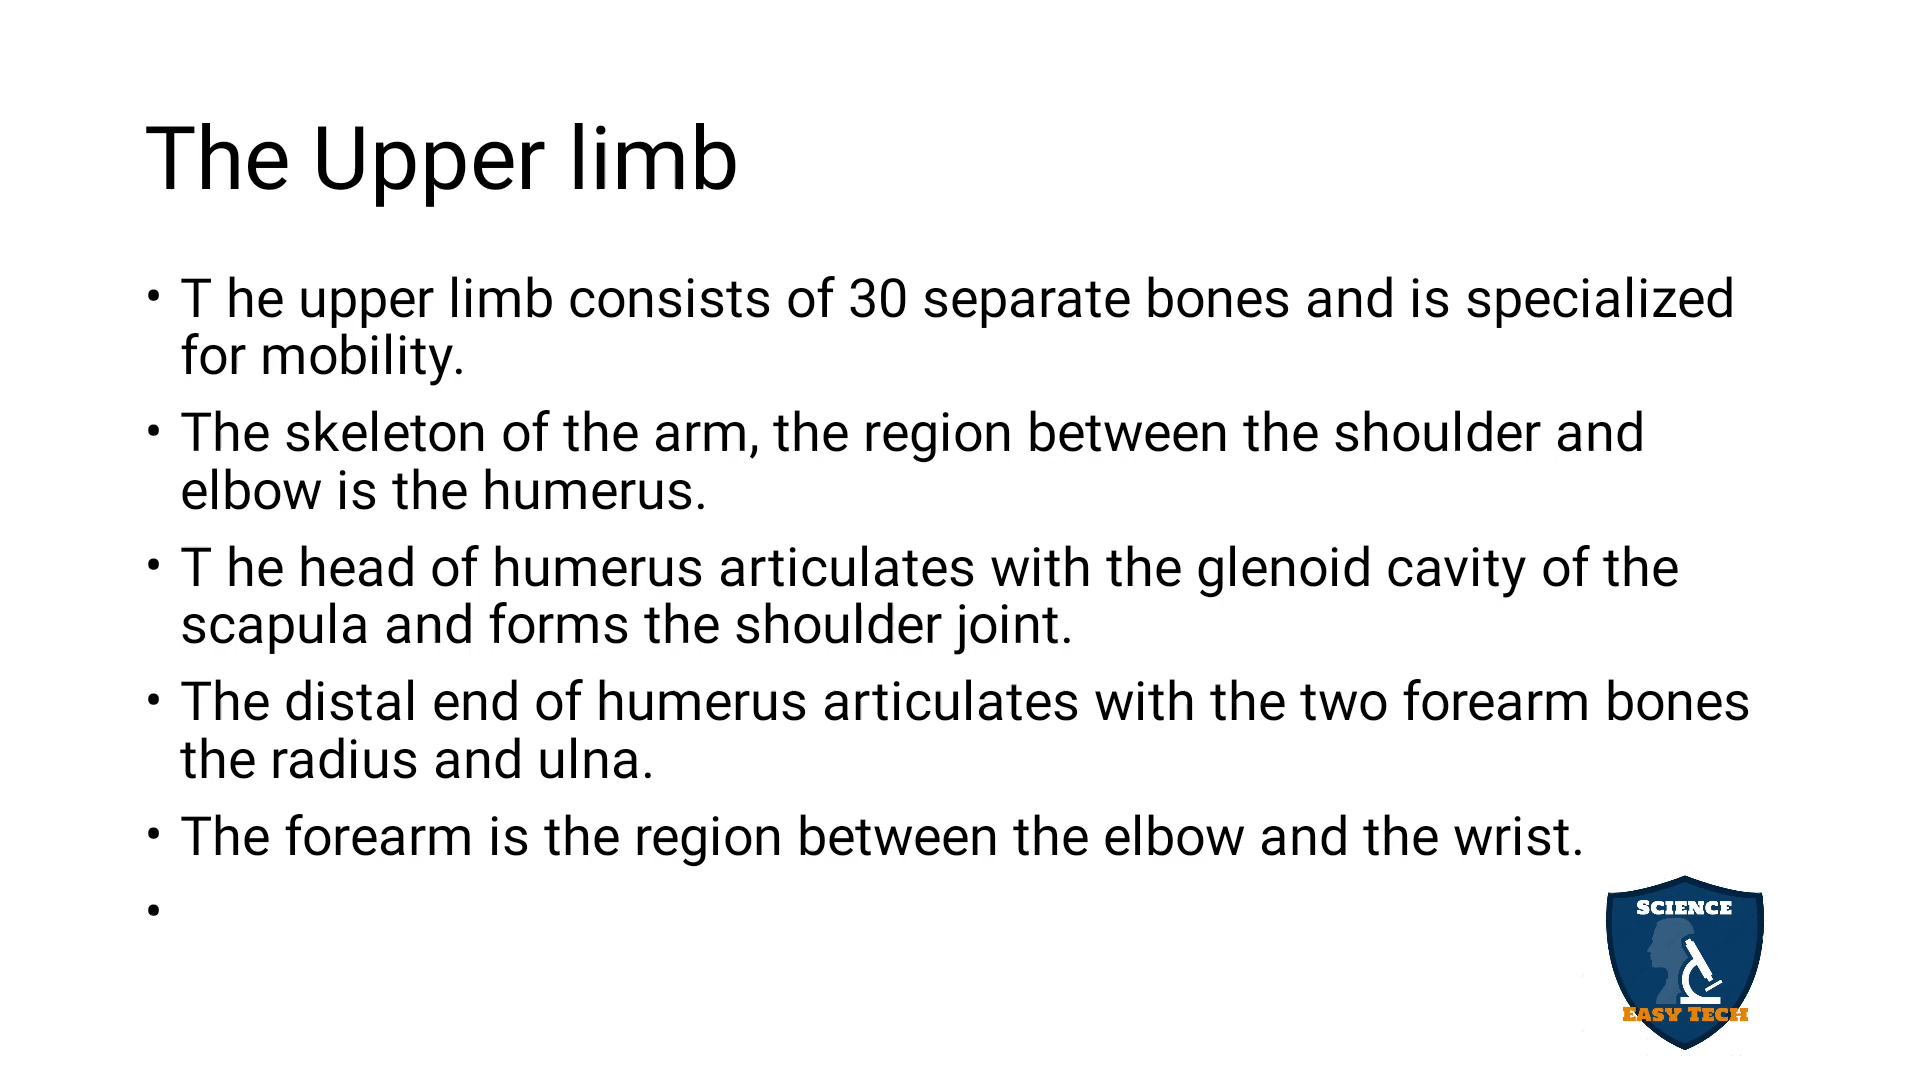 The Upper limb
• T he upper limb consists of 30 separate bones and is specialized
for mobility.
• The skeleton of the arm, the region between the shoulder and
elbow is the humerus.
• T he head of humerus articulates with the glenoid cavity of the
scapula and forms the shoulder joint.
• The distal end of humerus articulates with the two forearm bones
the radius and ulna.
• The forearm is the region between the elbow and the wrist.
•
SCIENCE
EASY TECH